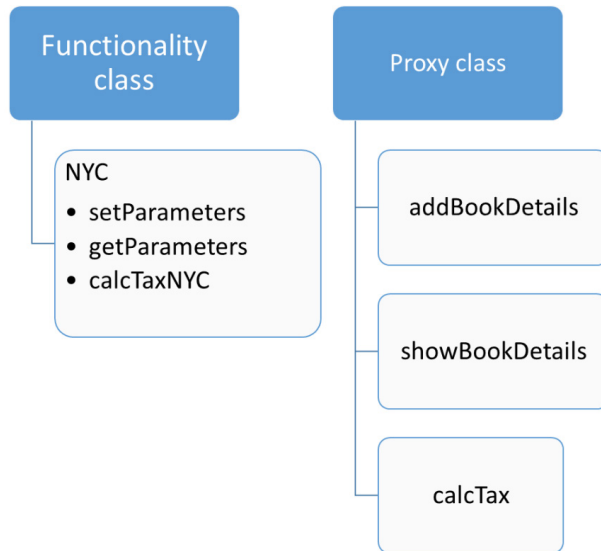 Functionality
class
NYC
• setParameters
• getParameters
• calcTaxNYC
Proxy class
addBookDetails
showBookDetails
calcTax